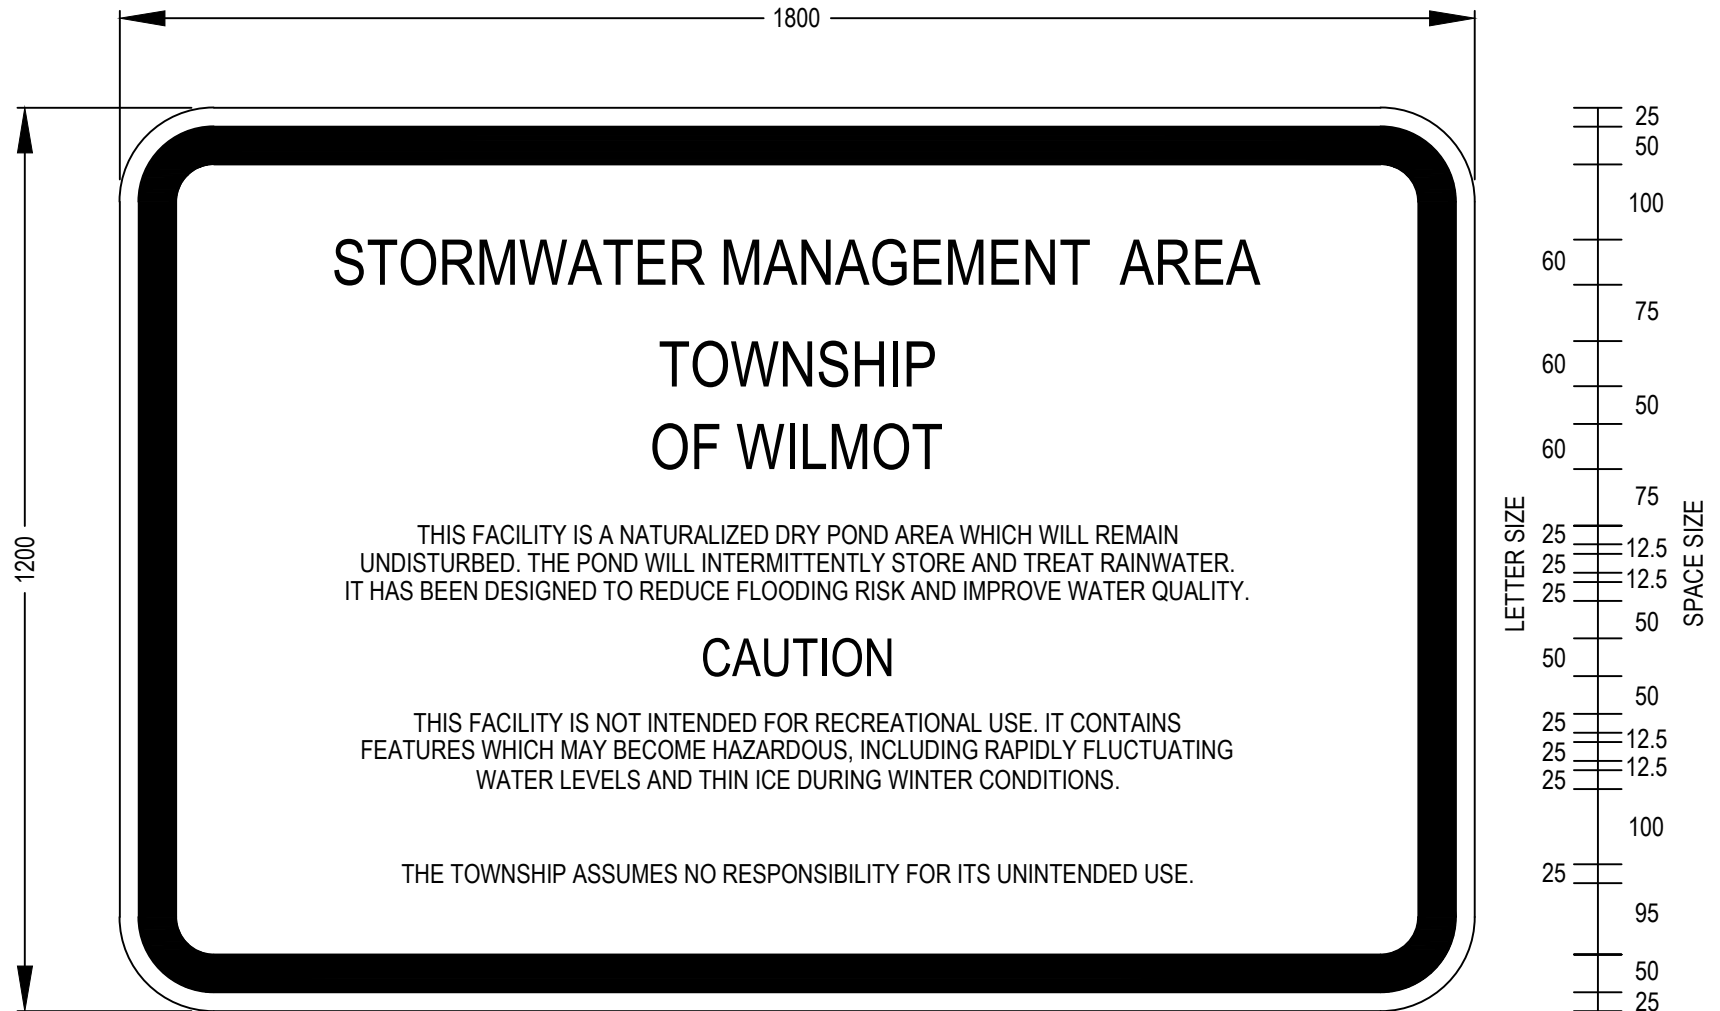 1800
1200
STORMWATER MANAGEMENT AREA
TOWNSHIP
OF WILMOT
THIS FACILITY IS A NATURALIZED DRY POND AREA WHICH WILL REMAIN
UNDISTURBED. THE POND WILL INTERMITTENTLY STORE AND TREAT RAINWATER.
IT HAS BEEN DESIGNED TO REDUCE FLOODING RISK AND IMPROVE WATER QUALITY.
CAUTION
THIS FACILITY IS NOT INTENDED FOR RECREATIONAL USE. IT CONTAINS
FEATURES WHICH MAY BECOME HAZARDOUS, INCLUDING RAPIDLY FLUCTUATING
WATER LEVELS AND THIN ICE DURING WINTER CONDITIONS.
THE TOWNSHIP ASSUMES NO RESPONSIBILITY FOR ITS UNINTENDED USE.
LETTER SIZE
60
60
60
25
25
25
50
25
25
25
25
25
50
100
75
50
75
12.5
12.5
50
50
12.5
12.5
100
95
50
25
SPACE SIZE